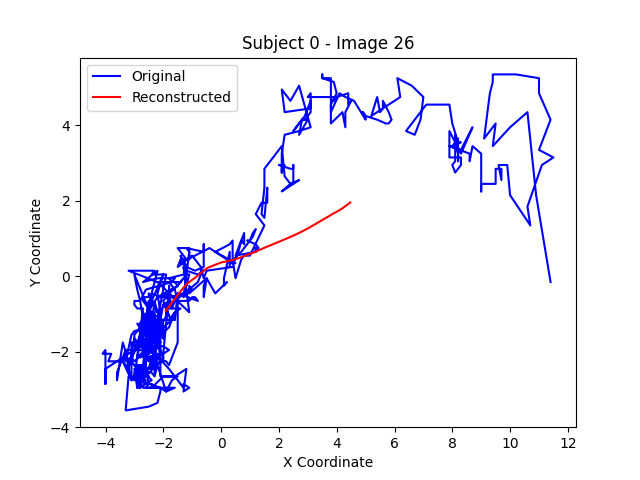 Subject 0 - Image 26
Original
Reconstructed
Y Coordinate
4
2
0
−2
−4
−4
−2
0
2
4
6
8
10
12
X Coordinate